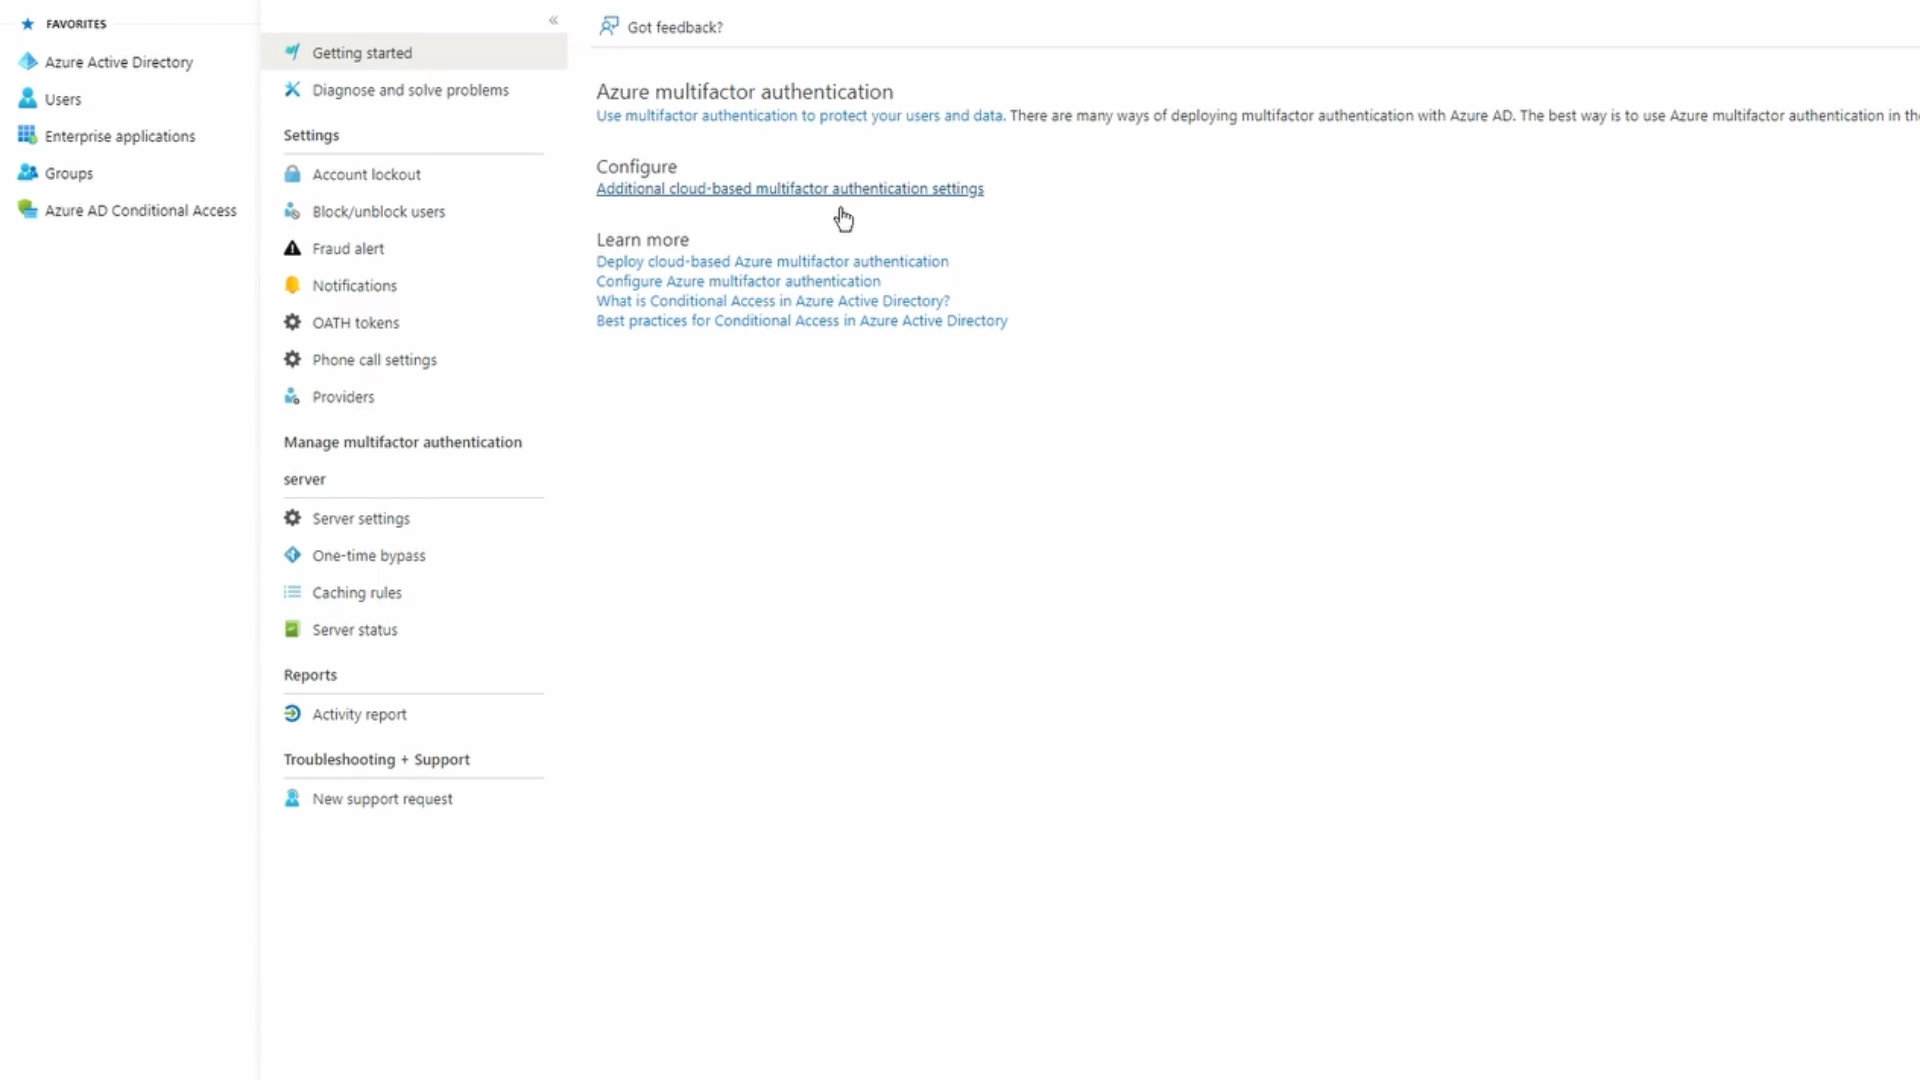 FAVORITES
Azure Active Directory
Users
Enterprise applications
Groups
Azure AD Conditional Access
«
Getting started
Diagnose and solve problems
Settings
Account lockout
Block/unblock users
Fraud alert
Notifications
OATH tokens
Phone call settings
Providers
Manage multifactor authentication
server
Server settings
One-time bypass
Caching rules
Server status
Reports
Activity report
Troubleshooting + Support
New support request
Got feedback?
Azure multifactor authentication
Use multifactor authentication to protect your users and data. There are many ways of deploying multifactor authentication with Azure AD. The best way is to use Azure multifactor authentication in
Configure
Additional cloud-based multifactor authentication settings
Learn more
Deploy cloud-based Azure multifactor authentication
Configure Azure multifactor authentication
What is Conditional Access in Azure Active Directory?
Best practices for Conditional Access in Azure Active Directory